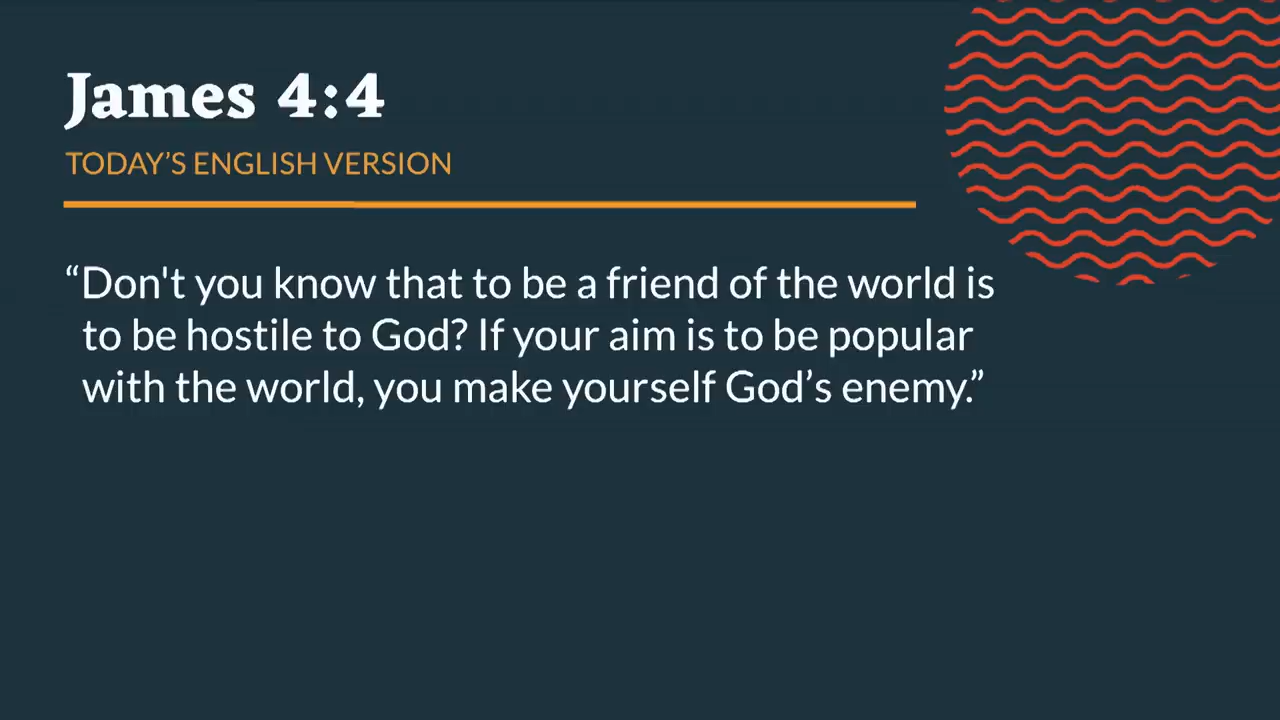 James 4:4
TODAY’S ENGLISH VERSION
“Don't you know that to be a friend of the world is
to be hostile to God? If your aim is to be popular
with the world, you make yourself God’s enemy.”